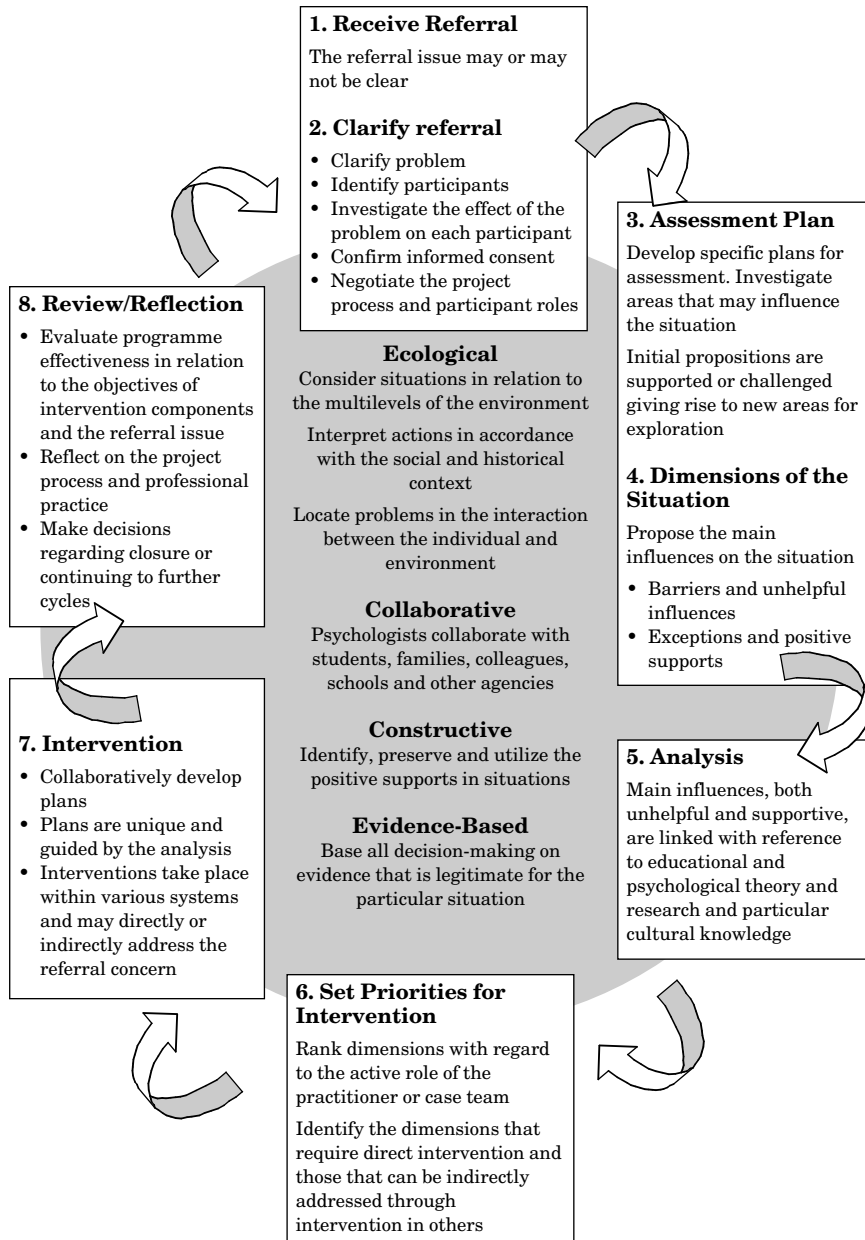 1. Receive Referral
The referral issue may or may
not be clear
2. Clarify referral
• Clarify problem
• Identify participants
• Investigate the effect of the
problem on each participant
• Confirm informed consent
• Negotiate the project
process and participant roles
3. Assessment Plan
Develop specific plans for
assessment. Investigate
areas that may influence
the situation
Initial propositions are
supported or challenged
giving rise to new areas for
exploration
4. Dimensions of the
Situation
Propose the main
influences on the situation
• Barriers and unhelpful
influences
• Exceptions and positive
supports
5. Analysis
Main influences, both
unhelpful and supportive,
are linked with reference
to educational and
psychological theory and
research and particular
cultural knowledge
6. Set Priorities for
Intervention
Rank dimensions with regard
to the active role of the
practitioner or case team
Identify the dimensions that
require direct intervention and
those that can be indirectly
addressed through
intervention in others
7. Intervention
• Collaboratively develop
plans
• Plans are unique and
guided by the analysis
• Interventions take place
within various systems
and may directly or
indirectly address the
referral concern
8. Review/Reflection
• Evaluate programme
effectiveness in relation
to the objectives of
intervention components
and the referral issue
• Reflect on the project
process and professional
practice
• Make decisions
regarding closure or
continuing to further
cycles
Ecological
Consider situations in relation to
the multilevels of the environment
Interpret actions in accordance
with the social and historical
context
Locate problems in the interaction
between the individual and
environment
Collaborative
Psychologists collaborate with
students, families, colleagues,
schools and other agencies
Constructive
Identify, preserve and utilize the
positive supports in situations
Evidence-Based
Base all decision-making on
evidence that is legitimate for the
particular situation